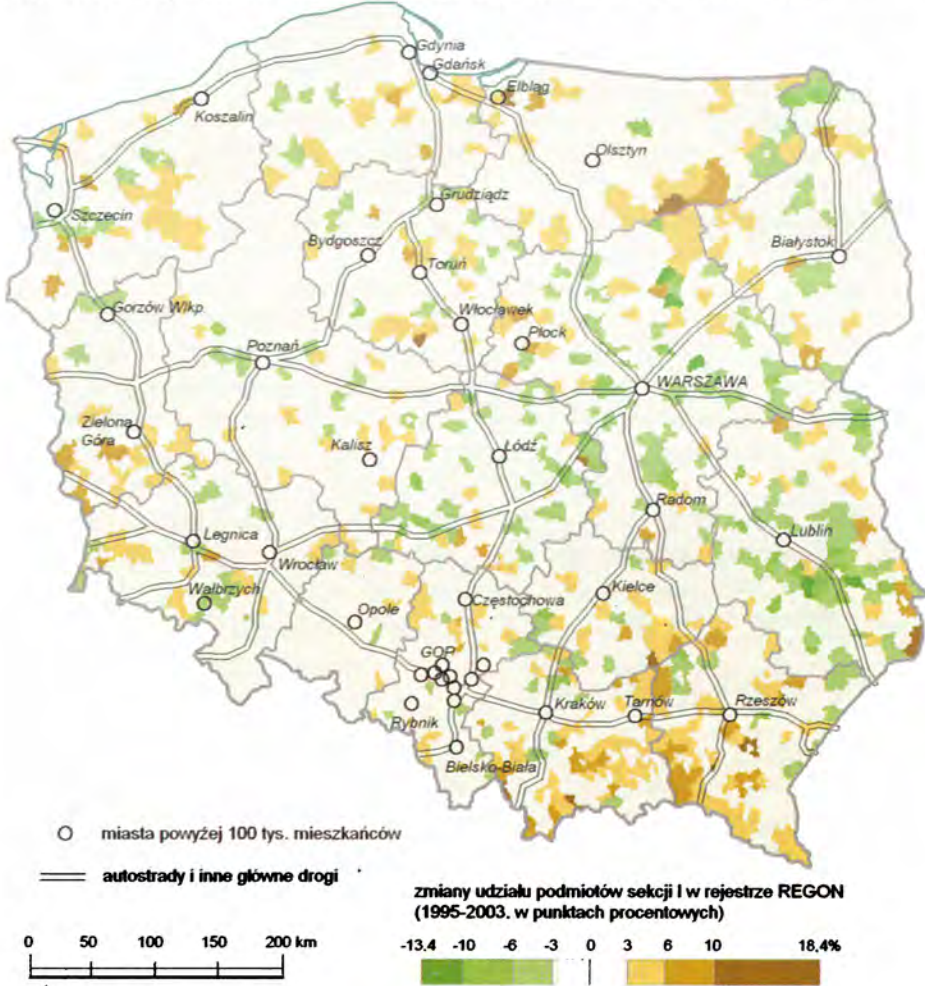 Gdynia
Gdańsk
Elbląg
Koszalin
Olsztyn
Szczecin
Grudziądz
Bydgoszcz
Białystok
Toruń
Gorzów Wlkp.
Włocławek
Płock
Poznań
WARSZAWA
Zielona
Góra
Kalisz
Łódź
Radom
Legnica
Lublin
Wrocław
Wałbrzych
Kielce
Częstochowa
Opole
GOP
Kraków
Tarnów
Rzeszów
Rybnik
Bielsko-Biała
miasta powyżej 100 tys. mieszkańców
autostrady i inne główne drogi
zmiany udziału podmiotów sekcji I w rejestrze REGON
(1995-2003. w punktach procentowych)
0 50 100 150 200 km
-13.4 -10 -6 -3 0 3 6 10 18,4%